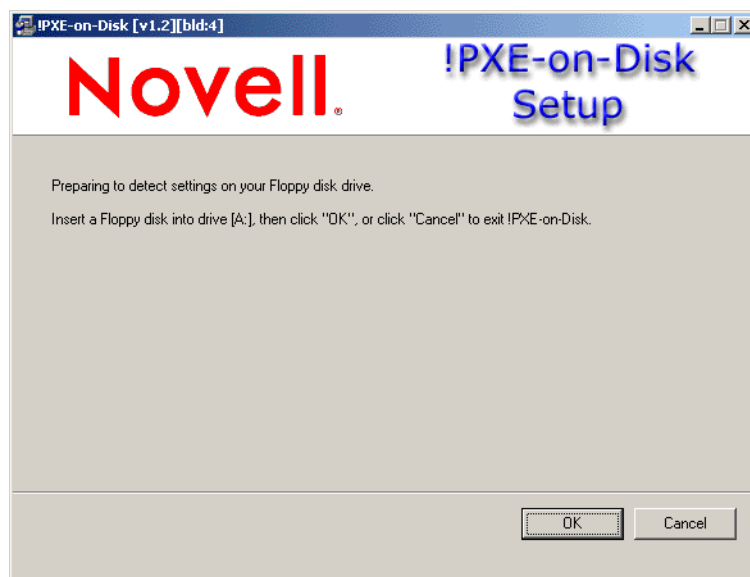 !PXE-on-Disk [v1.2][bld:4]
Novell®
!PXE-on-Disk
Setup
Preparing to detect settings on your Floppy disk drive.
Insert a Floppy disk into drive [A:], then click "OK", or click "Cancel" to exit !PXE-on-Disk.
OK
Cancel